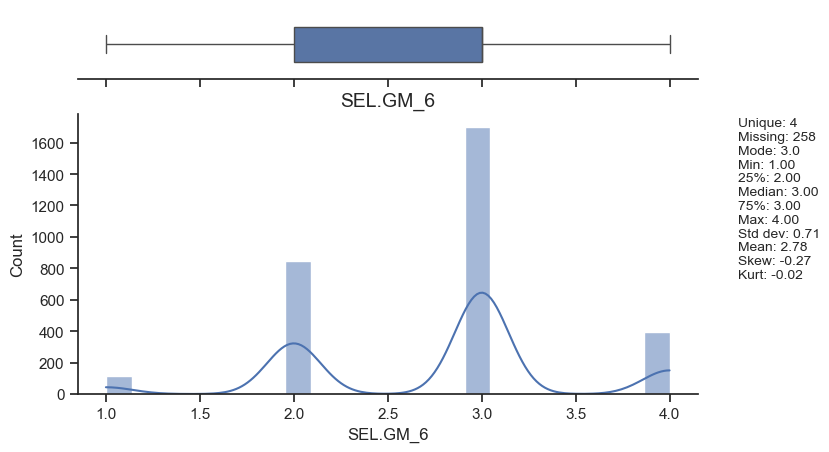 SEL.GM_6
Unique: 4
Missing: 258
Mode: 3.0
Min: 1.00
25%: 2.00
Median: 3.00
75%: 3.00
Max: 4.00
Std dev: 0.71
Mean: 2.78
Skew: -0.27
Kurt: -0.02
Count
1600
1400
1200
1000
800
600
400
200
0
1.0 1.5 2.0 2.5 3.0 3.5 4.0
SEL.GM_6